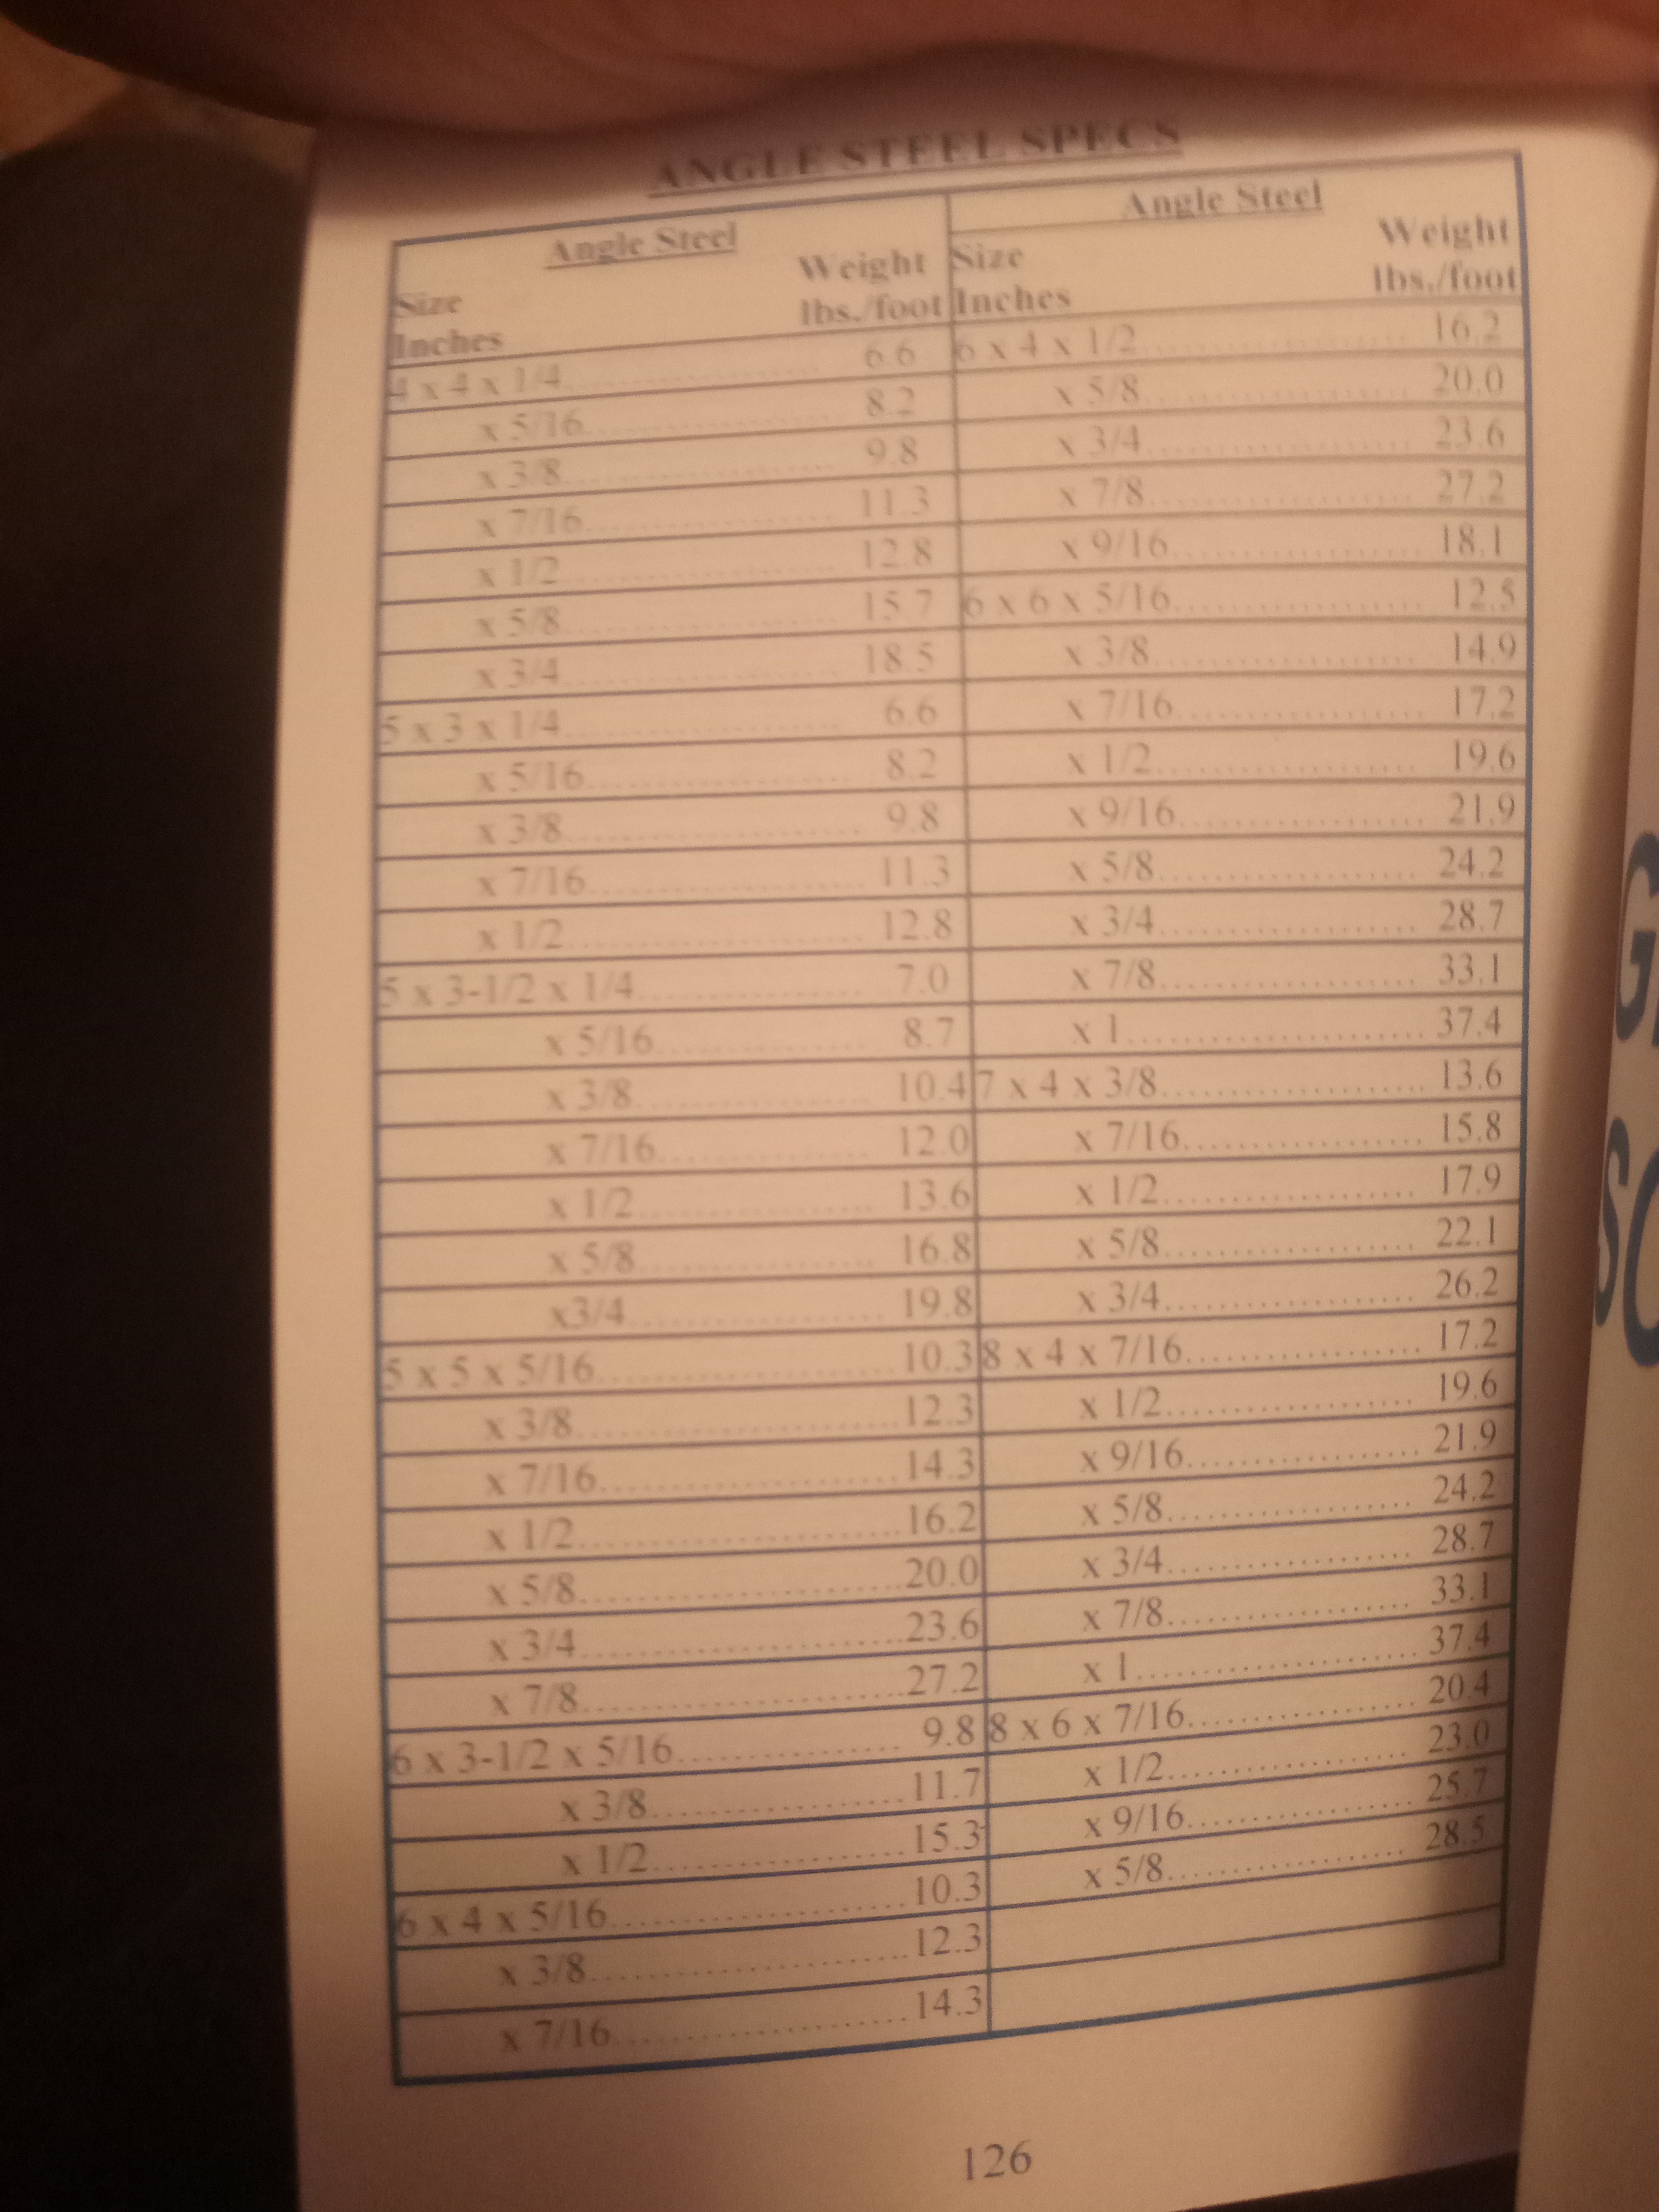 ANGLE STEEL SPECS
Angle Steel
Size
Inches
Weight
lbs./foot
4 x 4 x 1/4.................... 6.6
x 5/16.................... 8.2
x 3/8.................... 9.8
x 7/16.................... 11.3
x 1/2.................... 12.8
x 5/8.................... 15.7
x 3/4.................... 18.5
5 x 3 x 1/4.................... 6.6
x 5/16.................... 8.2
x 3/8.................... 9.8
x 7/16.................... 11.3
x 1/2.................... 12.8
5 x 3-1/2 x 1/4................ 7.0
x 5/16................ 8.7
x 3/8................ 10.4
x 7/16................ 12.0
x 1/2................ 13.6
x 5/8................ 16.8
x3/4................ 19.8
5 x 5 x 5/16.................... 10.3
x 3/8.................... 12.3
x 7/16.................... 14.3
x 1/2.................... 16.2
x 5/8.................... 20.0
x 3/4.................... 23.6
x 7/8.................... 27.2
6 x 3-1/2 x 5/16................ 9.8
x 3/8................ 11.7
x 1/2................ 15.3
6 x 4 x 5/16.................... 10.3
x 3/8.................... 12.3
x 7/16.................... 14.3
Angle Steel
Size
Inches
Weight
lbs./foot
6 x 4 x 1/2.................... 16.2
x 5/8.................... 20.0
x 3/4.................... 23.6
x 7/8.................... 27.2
x 9/16.................... 18.1
6 x 6 x 5/16.................... 12.5
x 3/8.................... 14.9
x 7/16.................... 17.2
x 1/2.................... 19.6
x 9/16.................... 21.9
x 5/8.................... 24.2
x 3/4.................... 28.7
x 7/8.................... 33.1
x 1.................... 37.4
7 x 4 x 3/8.................... 13.6
x 7/16.................... 15.8
x 1/2.................... 17.9
x 5/8.................... 22.1
x 3/4.................... 26.2
8 x 4 x 7/16.................... 17.2
x 1/2.................... 19.6
x 9/16.................... 21.9
x 5/8.................... 24.2
x 3/4.................... 28.7
x 7/8.................... 33.1
x 1.................... 37.4
8 x 6 x 7/16.................... 20.4
x 1/2.................... 23.0
x 9/16.................... 25.7
x 5/8.................... 28.5
126